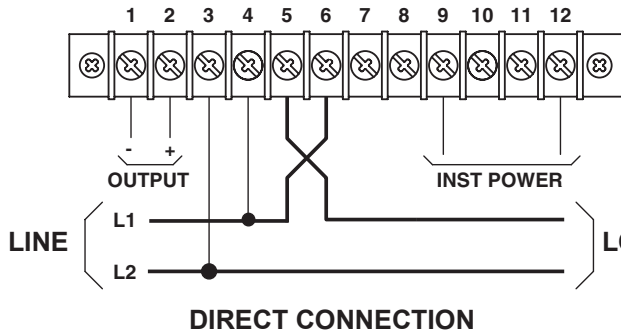 1 2 3 4 5 6 7 8 9 10 11 12
- +
OUTPUT INST POWER
L1
LINE
L2
DIRECT CONNECTION